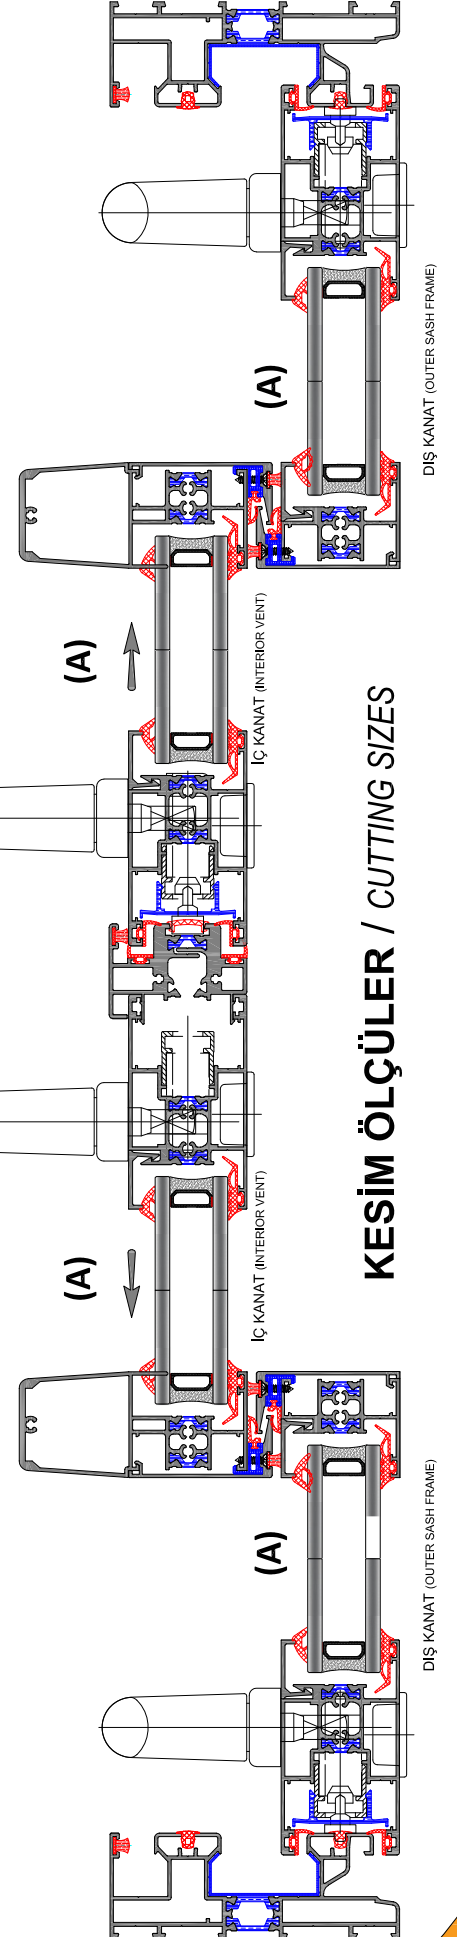 DIŞ KANAT (OUTER SASH FRAME)
(A)
(A)
İÇ KANAT (INTERIOR VENT)
KESİM ÖLÇÜLER / CUTTING SIZES
(A)
İÇ KANAT (INTERIOR VENT)
(A)
DIŞ KANAT (OUTER SASH FRAME)